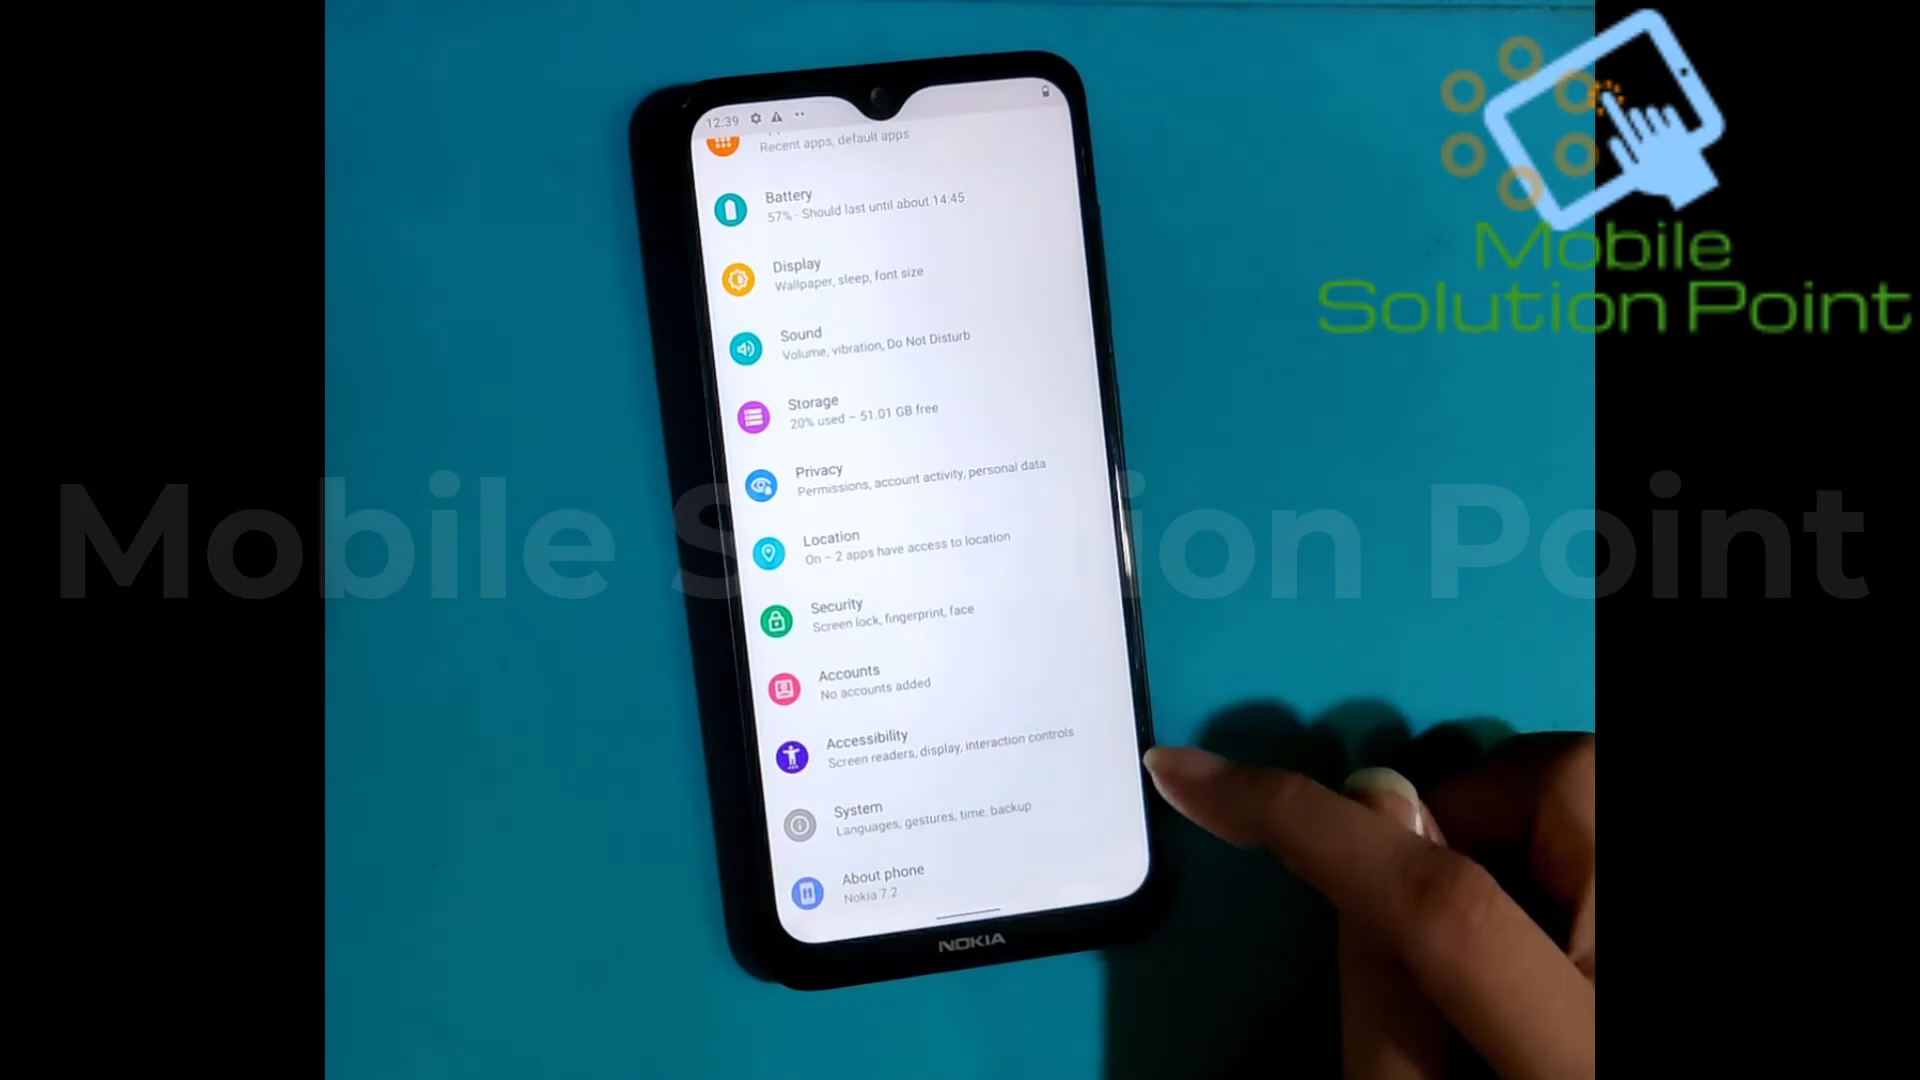 12.39
Recent apps, default apps
Battery
57% - Should last until about 14:45
Display
Wallpaper, sleep, font size
Sound
Volume, vibration, Do Not Disturb
Storage
20% used – 51.01 GB free
Privacy
Permissions, account activity, personal data
Location
On – 2 apps have access to location
Security
Screen lock, fingerprint, face
Accounts
No accounts added
Accessibility
Screen readers, display, interaction controls
System
Languages, gestures, time, backup
About phone
Nokia 7.2
NOKIA
Mobile
Solution Point
Mobile Solution Point